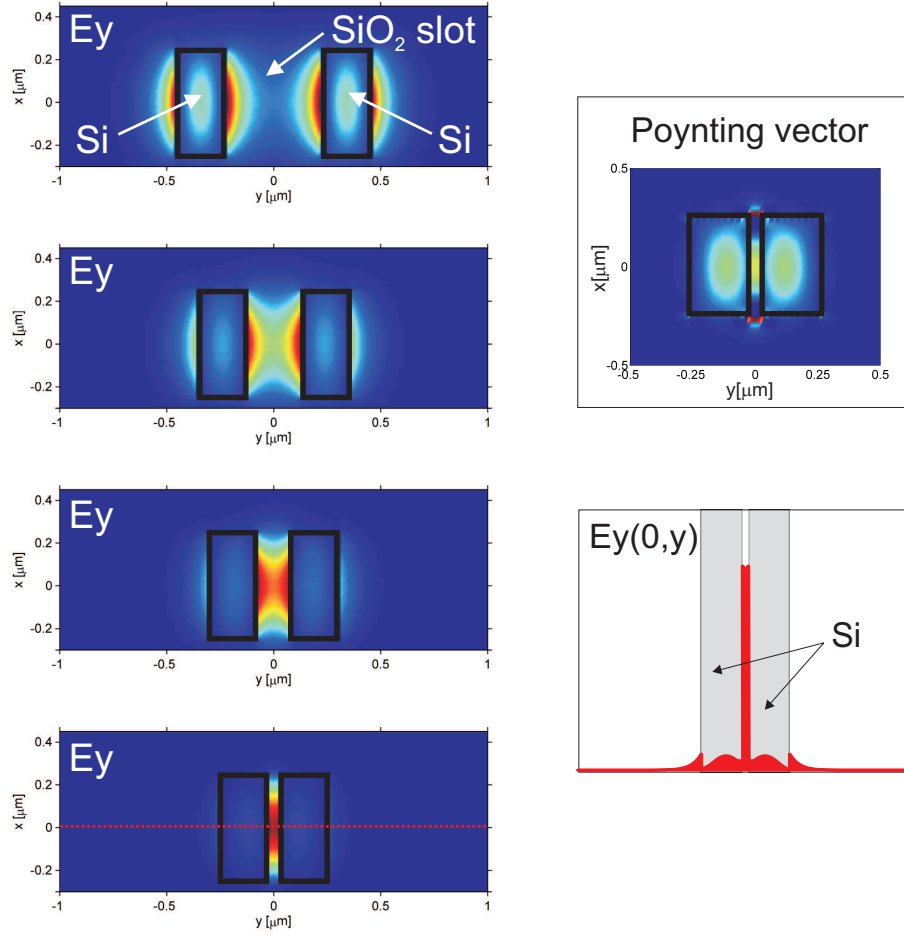 Ey
SiO₂ slot
Si
Si
x [μm]
0.4
0.2
0
-0.2
-1
-0.5
0
0.5
1
y [μm]
Ey
x [μm]
0.4
0.2
0
-0.2
-1
-0.5
0
0.5
1
y [μm]
Ey
x [μm]
0.4
0.2
0
-0.2
-1
-0.5
0
0.5
1
y [μm]
Ey
x [μm]
0.4
0.2
0
-0.2
-1
-0.5
0
0.5
1
y [μm]
Poynting vector
0.5
x[μm]
0
-0.5
-0.5
-0.25
0
0.25
0.5
y[μm]
Ey(0,y)
Si